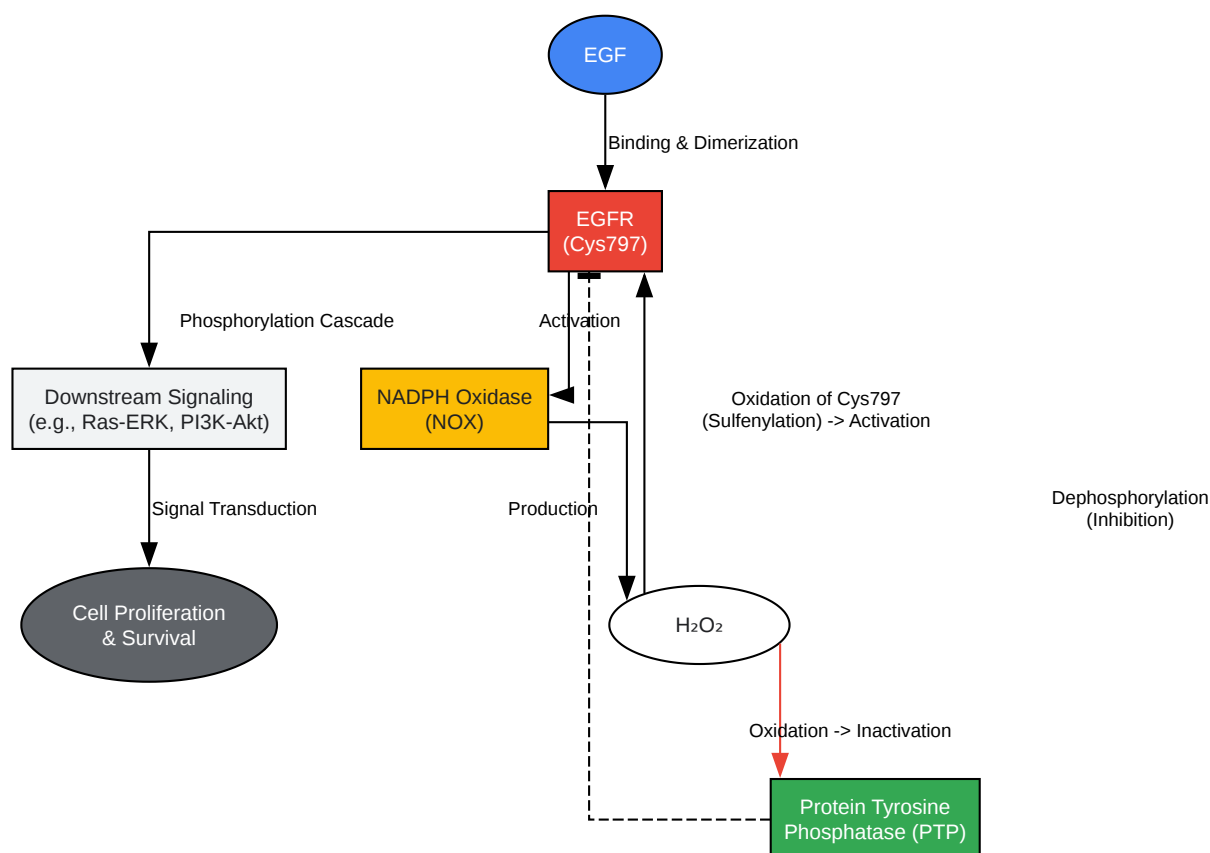 EGF
Binding & Dimerization
EGFR
(Cys797)
Phosphorylation Cascade
Activation
Downstream Signaling
(e.g., Ras-ERK, PI3K-Akt)
NADPH Oxidase
(NOX)
Oxidation of Cys797
(Sulfenylation) -> Activation
Signal Transduction
Production
Dephosphorylation
(Inhibition)
Cell Proliferation
& Survival
H₂O₂
Oxidation -> Inactivation
Protein Tyrosine
Phosphatase (PTP)